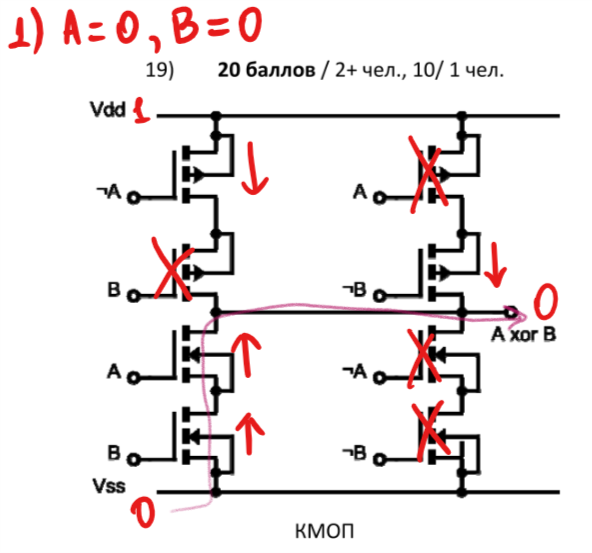 1) A=0, B=0
19) 20 баллов / 2+ чел., 10/ 1 чел.
Vdd 1
¬A A
B ¬B
0
A xor B
A ¬A
B ¬B
Vss
0
КМОП